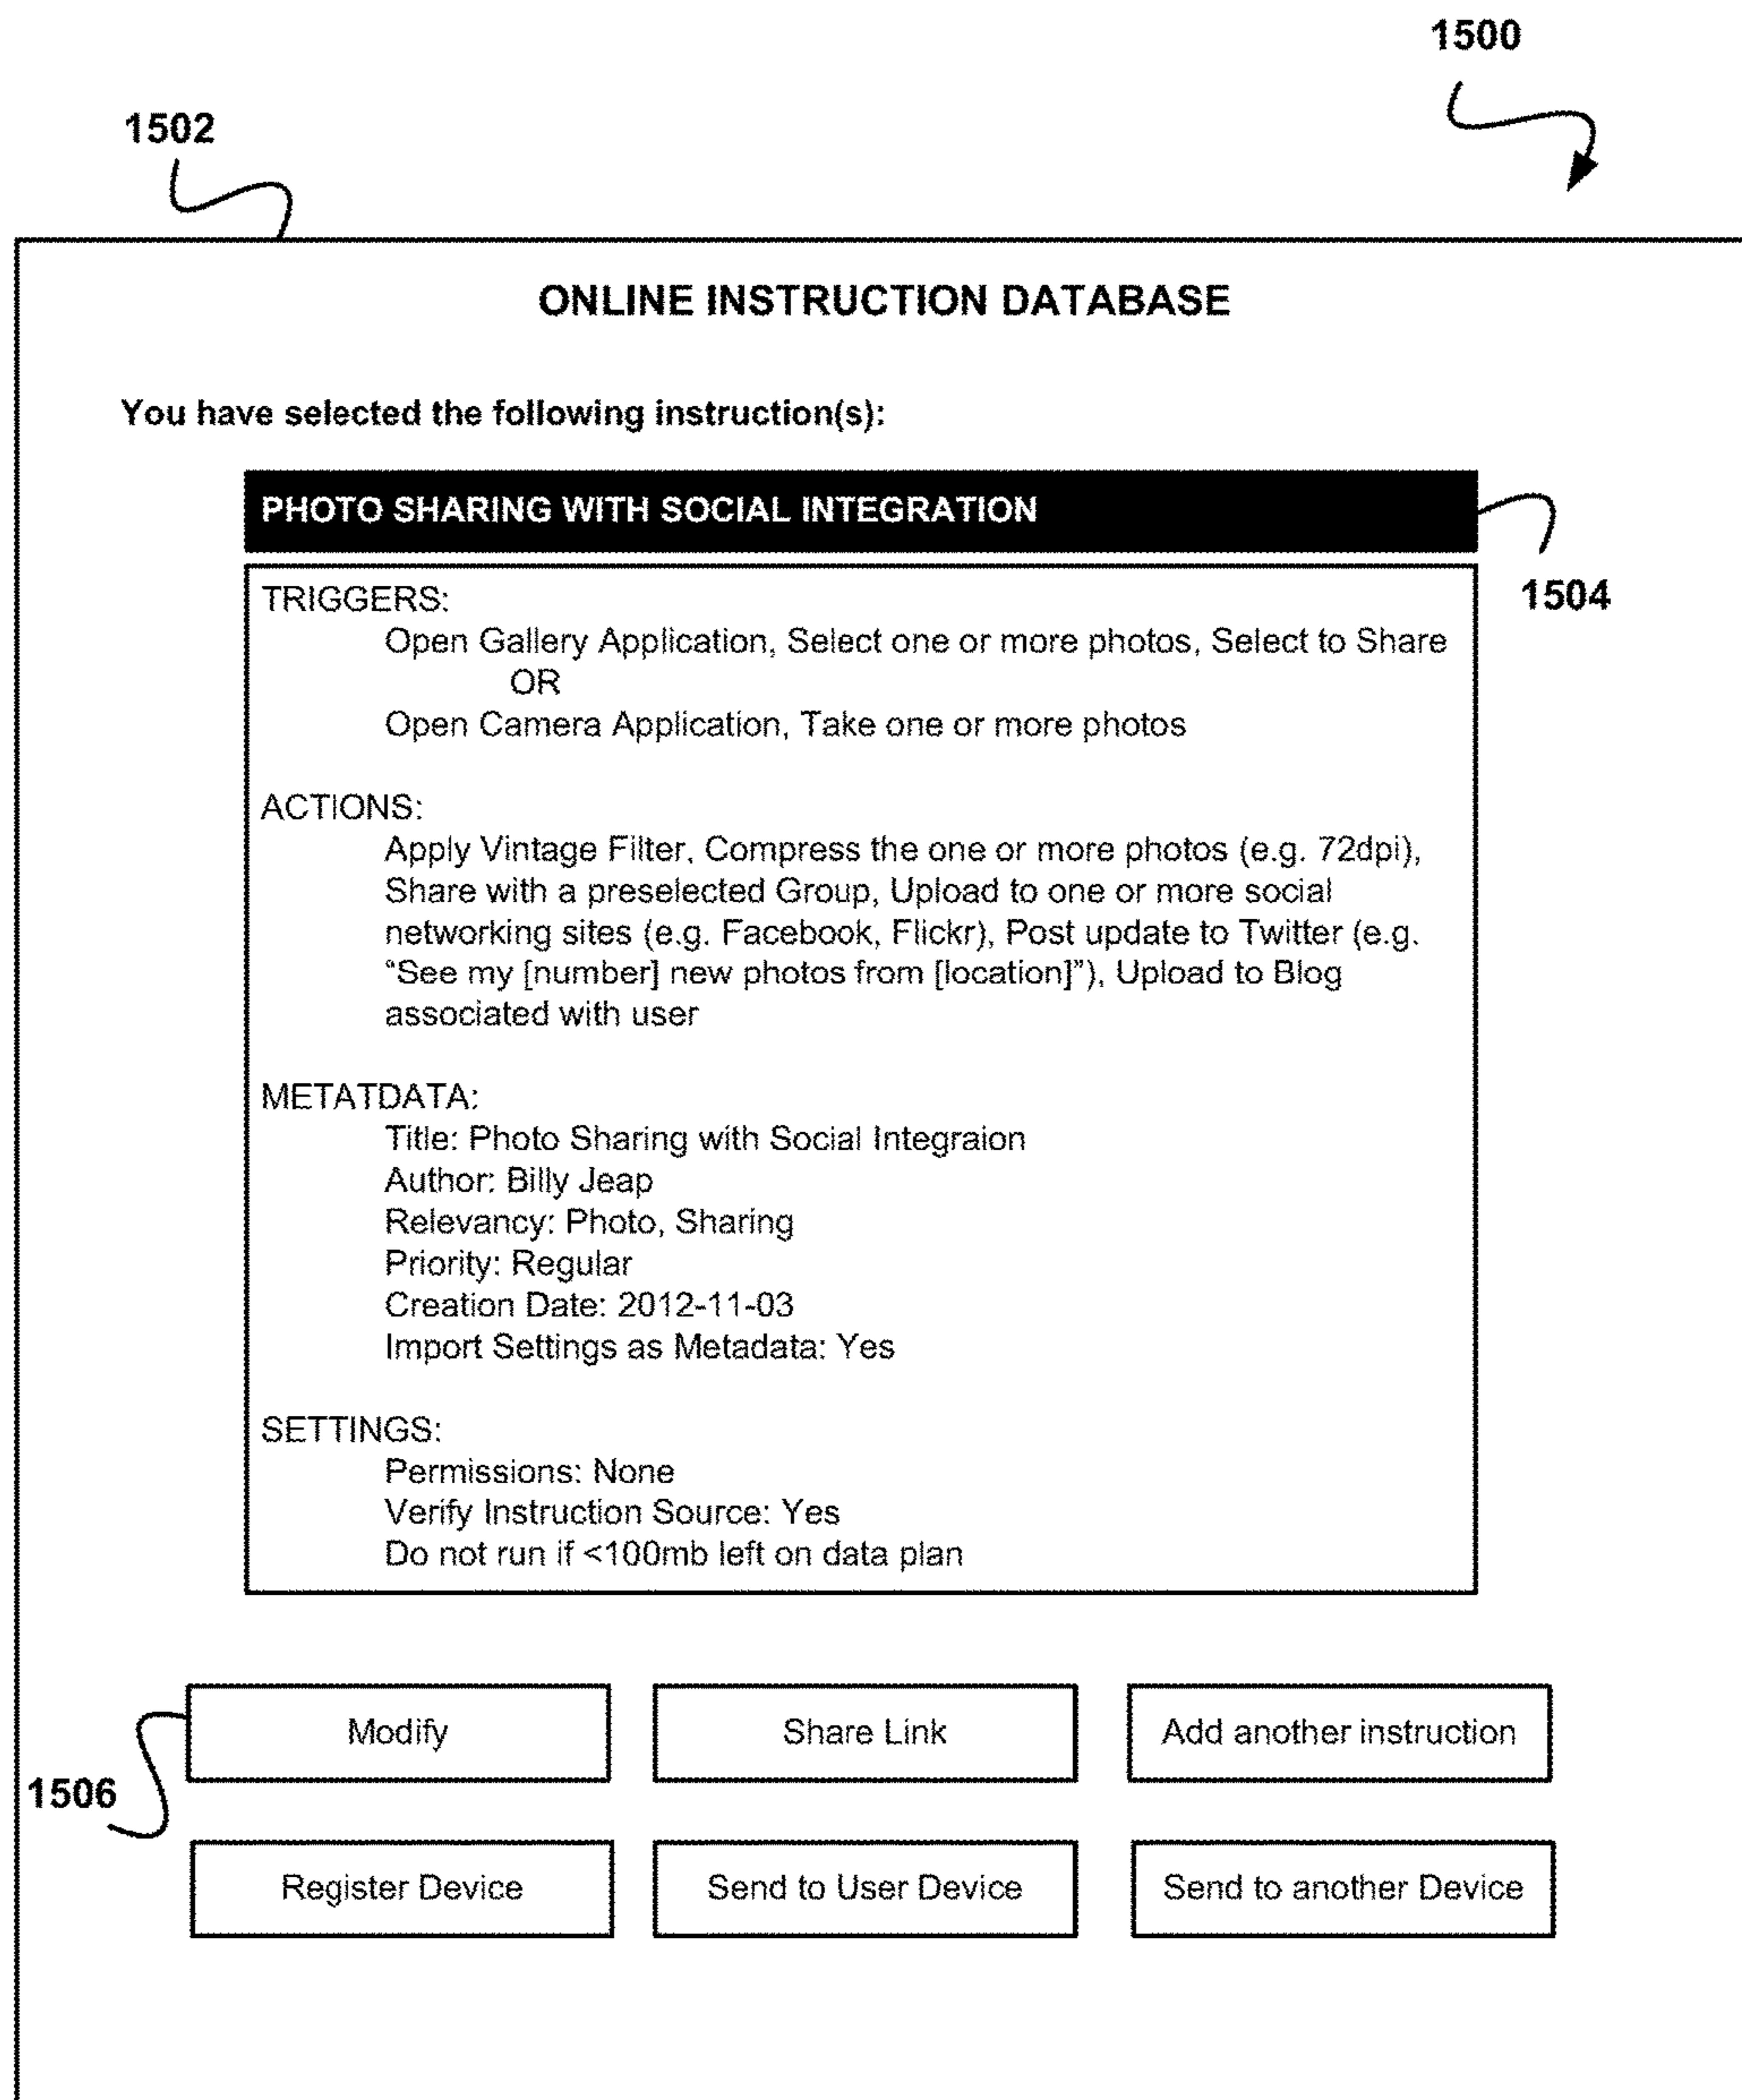 1500
1502
ONLINE INSTRUCTION DATABASE
You have selected the following instruction(s):
PHOTO SHARING WITH SOCIAL INTEGRATION
1504
TRIGGERS:
Open Gallery Application, Select one or more photos, Select to Share
OR
Open Camera Application, Take one or more photos
ACTIONS:
Apply Vintage Filter, Compress the one or more photos (e.g. 72dpi),
Share with a preselected Group, Upload to one or more social
networking sites (e.g. Facebook, Flickr), Post update to Twitter (e.g.
“See my [number] new photos from [location]”), Upload to Blog
associated with user
METATDATA:
Title: Photo Sharing with Social Integraion
Author: Billy Jeap
Relevancy: Photo, Sharing
Priority: Regular
Creation Date: 2012-11-03
Import Settings as Metadata: Yes
SETTINGS:
Permissions: None
Verify Instruction Source: Yes
Do not run if <100mb left on data plan
Modify
Share Link
Add another instruction
1506
Register Device
Send to User Device
Send to another Device